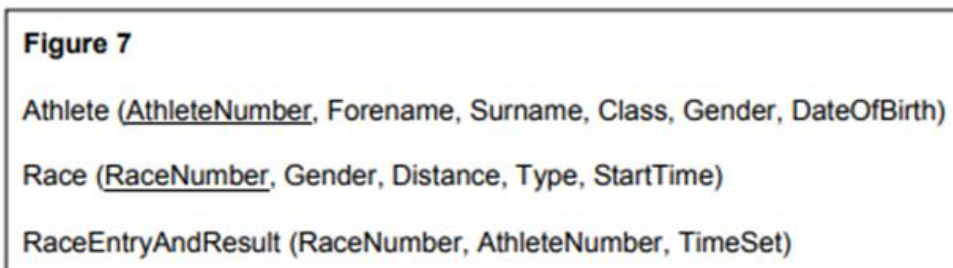 Figure 7
Athlete (AthleteNumber, Forename, Surname, Class, Gender, DateOfBirth)
Race (RaceNumber, Gender, Distance, Type, StartTime)
RaceEntryAndResult (RaceNumber, AthleteNumber, TimeSet)